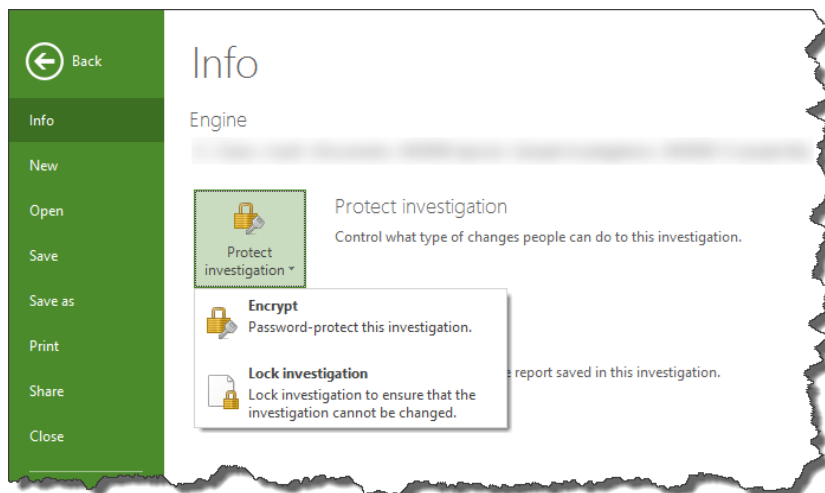 Back
Info
New
Open
Save
Save as
Print
Share
Close
Info
Engine
Protect
investigation
Protect investigation
Control what type of changes people can do to this investigation.
Encrypt
Password-protect this investigation.
Lock investigation
Lock investigation to ensure that the
investigation cannot be changed.
report saved in this investigation.